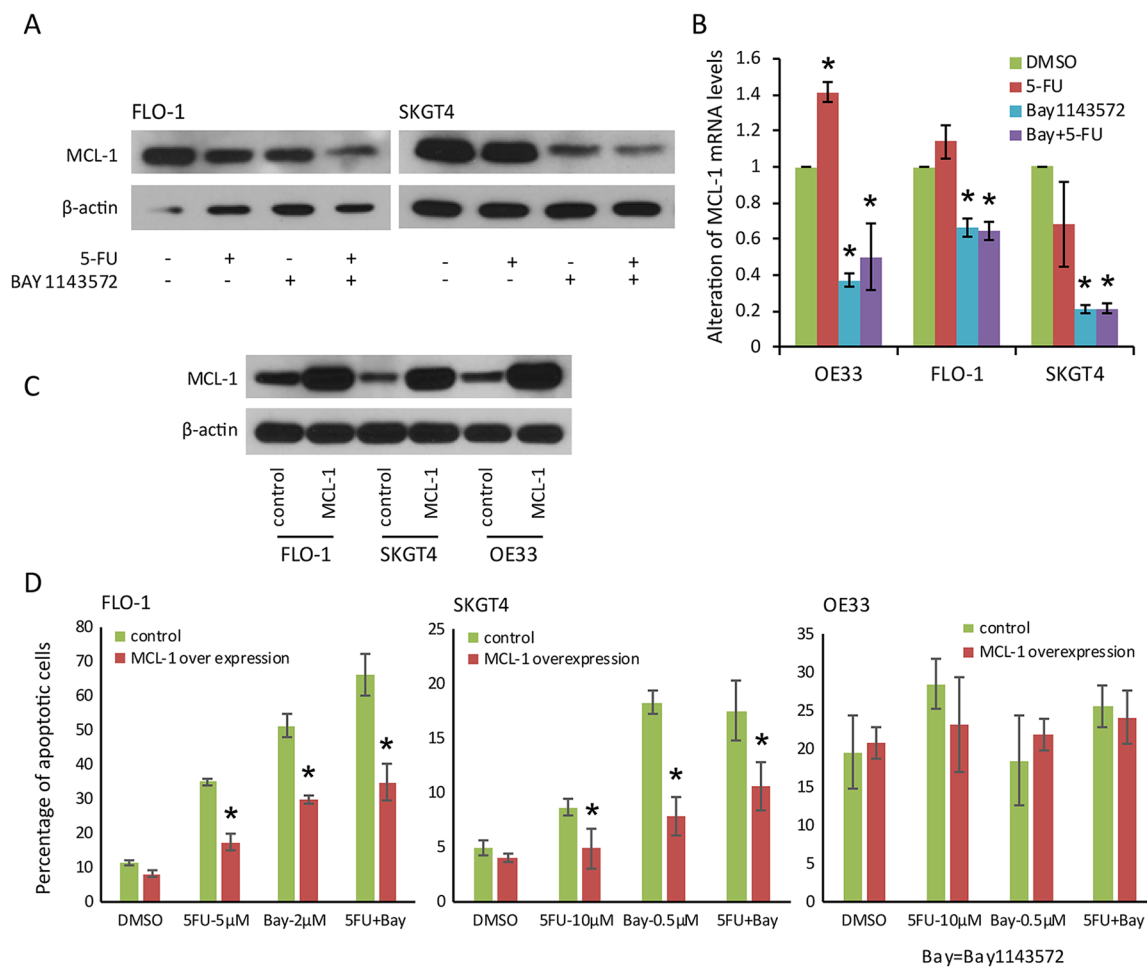 A
FLO-1
SKGT4
MCL-1
β-actin
5-FU - + - + - + - +
BAY 1143572 - - + + - - + +
B
Alteration of MCL-1 mRNA levels
1.6
1.4
1.2
1
0.8
0.6
0.4
0.2
0
DMSO
5-FU
Bay1143572
Bay+5-FU
* * * * * * *
OE33 FLO-1 SKGT4
C
MCL-1
β-actin
control MCL-1 control MCL-1 control MCL-1
FLO-1 SKGT4 OE33
D
Percentage of apoptotic cells
FLO-1
80
70
60
50
40
30
20
10
0
control
MCL-1 over expression
* * *
DMSO 5FU-5µM Bay-2µM 5FU+Bay
SKGT4
25
20
15
10
5
0
control
MCL-1 overexpression
* * *
DMSO 5FU-10µM Bay-0.5µM 5FU+Bay
OE33
35
30
25
20
15
10
5
0
control
MCL-1 overexpression
DMSO 5FU-10µM Bay-0.5µM 5FU+Bay
Bay=Bay1143572